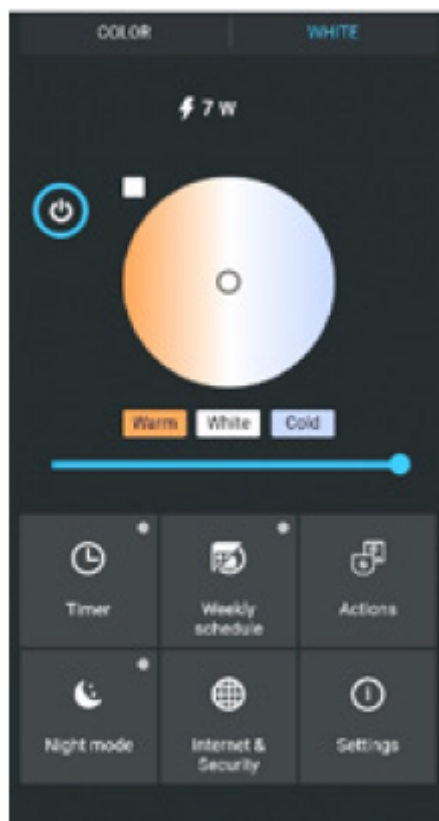 COLOR WHITE
7 W
Warm White Cold
Timer
Weekly
schedule
Actions
Night mode
Internet &
Security
Settings